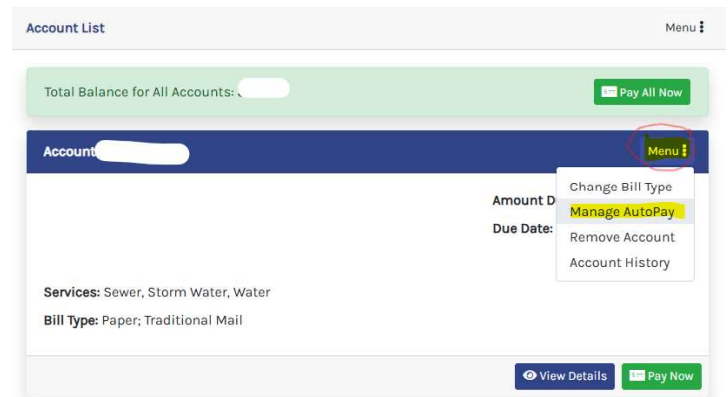 Account List Menu
Total Balance for All Accounts: Pay All Now
Account Menu
Change Bill Type
Amount D
Manage AutoPay
Due Date:
Remove Account
Account History
Services: Sewer, Storm Water, Water
Bill Type: Paper; Traditional Mail
View Details Pay Now